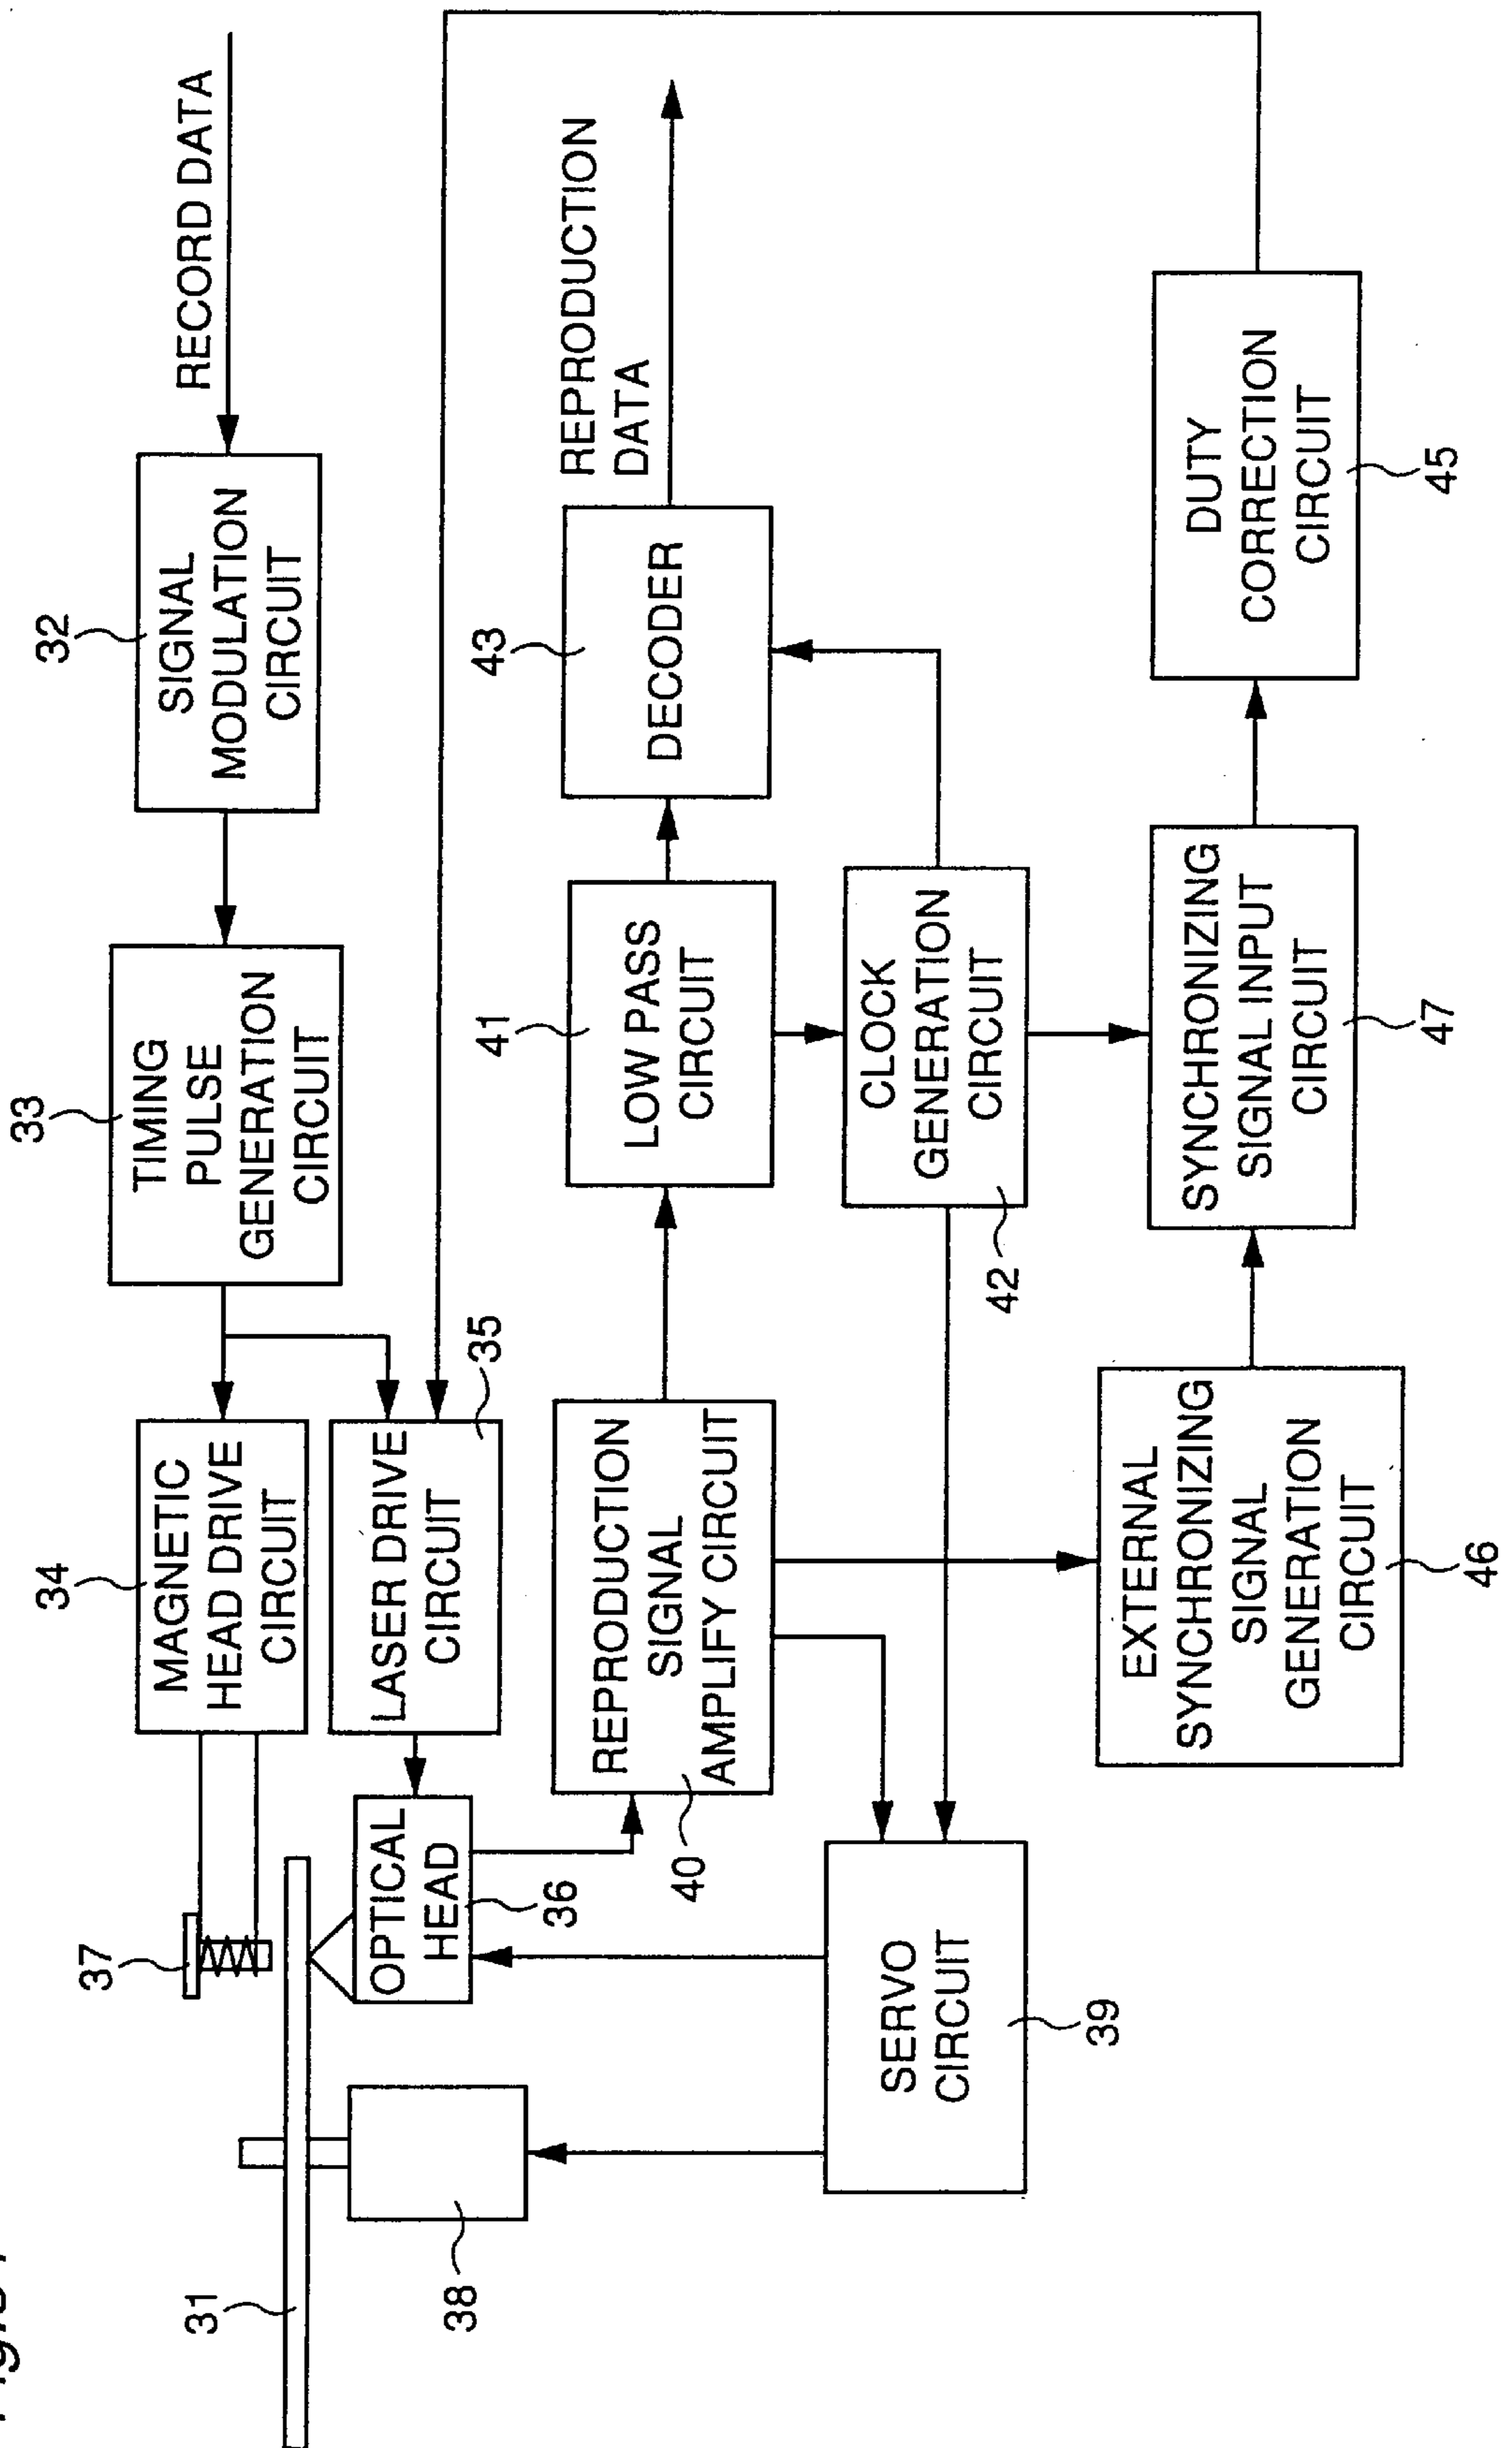 31
37
34
MAGNETIC
HEAD DRIVE
CIRCUIT
33
TIMING
PULSE
GENERATION
CIRCUIT
32
SIGNAL
MODULATION
CIRCUIT
RECORD DATA
38
OPTICAL
HEAD
36
LASER DRIVE
CIRCUIT
35
40
REPRODUCTION
SIGNAL
AMPLIFY CIRCUIT
41
LOW PASS
CIRCUIT
43
DECODER
REPRODUCTION
DATA
SERVO
CIRCUIT
39
42
CLOCK
GENERATION
CIRCUIT
EXTERNAL
SYNCHRONIZING
SIGNAL
GENERATION
CIRCUIT
46
SYNCHRONIZING
SIGNAL INPUT
CIRCUIT
47
DUTY
CORRECTION
CIRCUIT
45